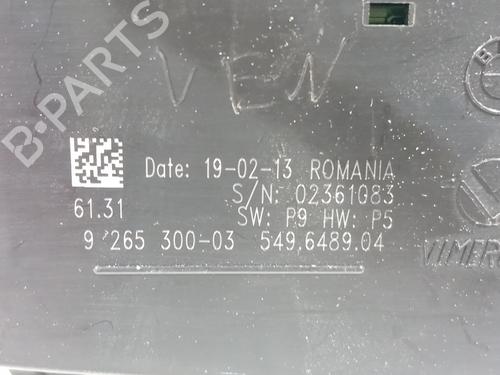 VEN
B-PARTS
Date: 19-02-13 ROMANIA
S/N: 02361083
61.31
SW: P9 HW: P5
9 265 300-03 549.6489.04